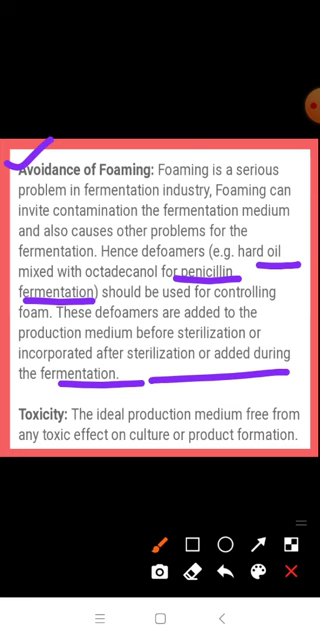 Avoidance of Foaming: Foaming is a serious
problem in fermentation industry, Foaming can
invite contamination the fermentation medium
and also causes other problems for the
fermentation. Hence defoamers (e.g. hard oil
mixed with octadecanol for penicillin
fermentation) should be used for controlling
foam. These defoamers are added to the
production medium before sterilization or
incorporated after sterilization or added during
the fermentation.
Toxicity: The ideal production medium free from
any toxic effect on culture or product formation.